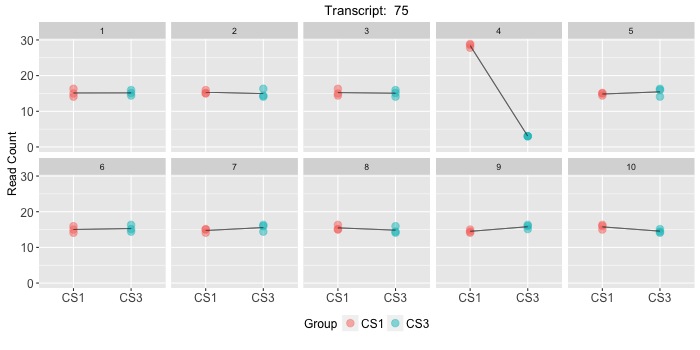 Transcript: 75
1 2 3 4 5
30
20
10
0
6 7 8 9 10
30
20
10
0
Read Count
CS1 CS3 CS1 CS3 CS1 CS3 CS1 CS3 CS1 CS3
Group CS1 CS3